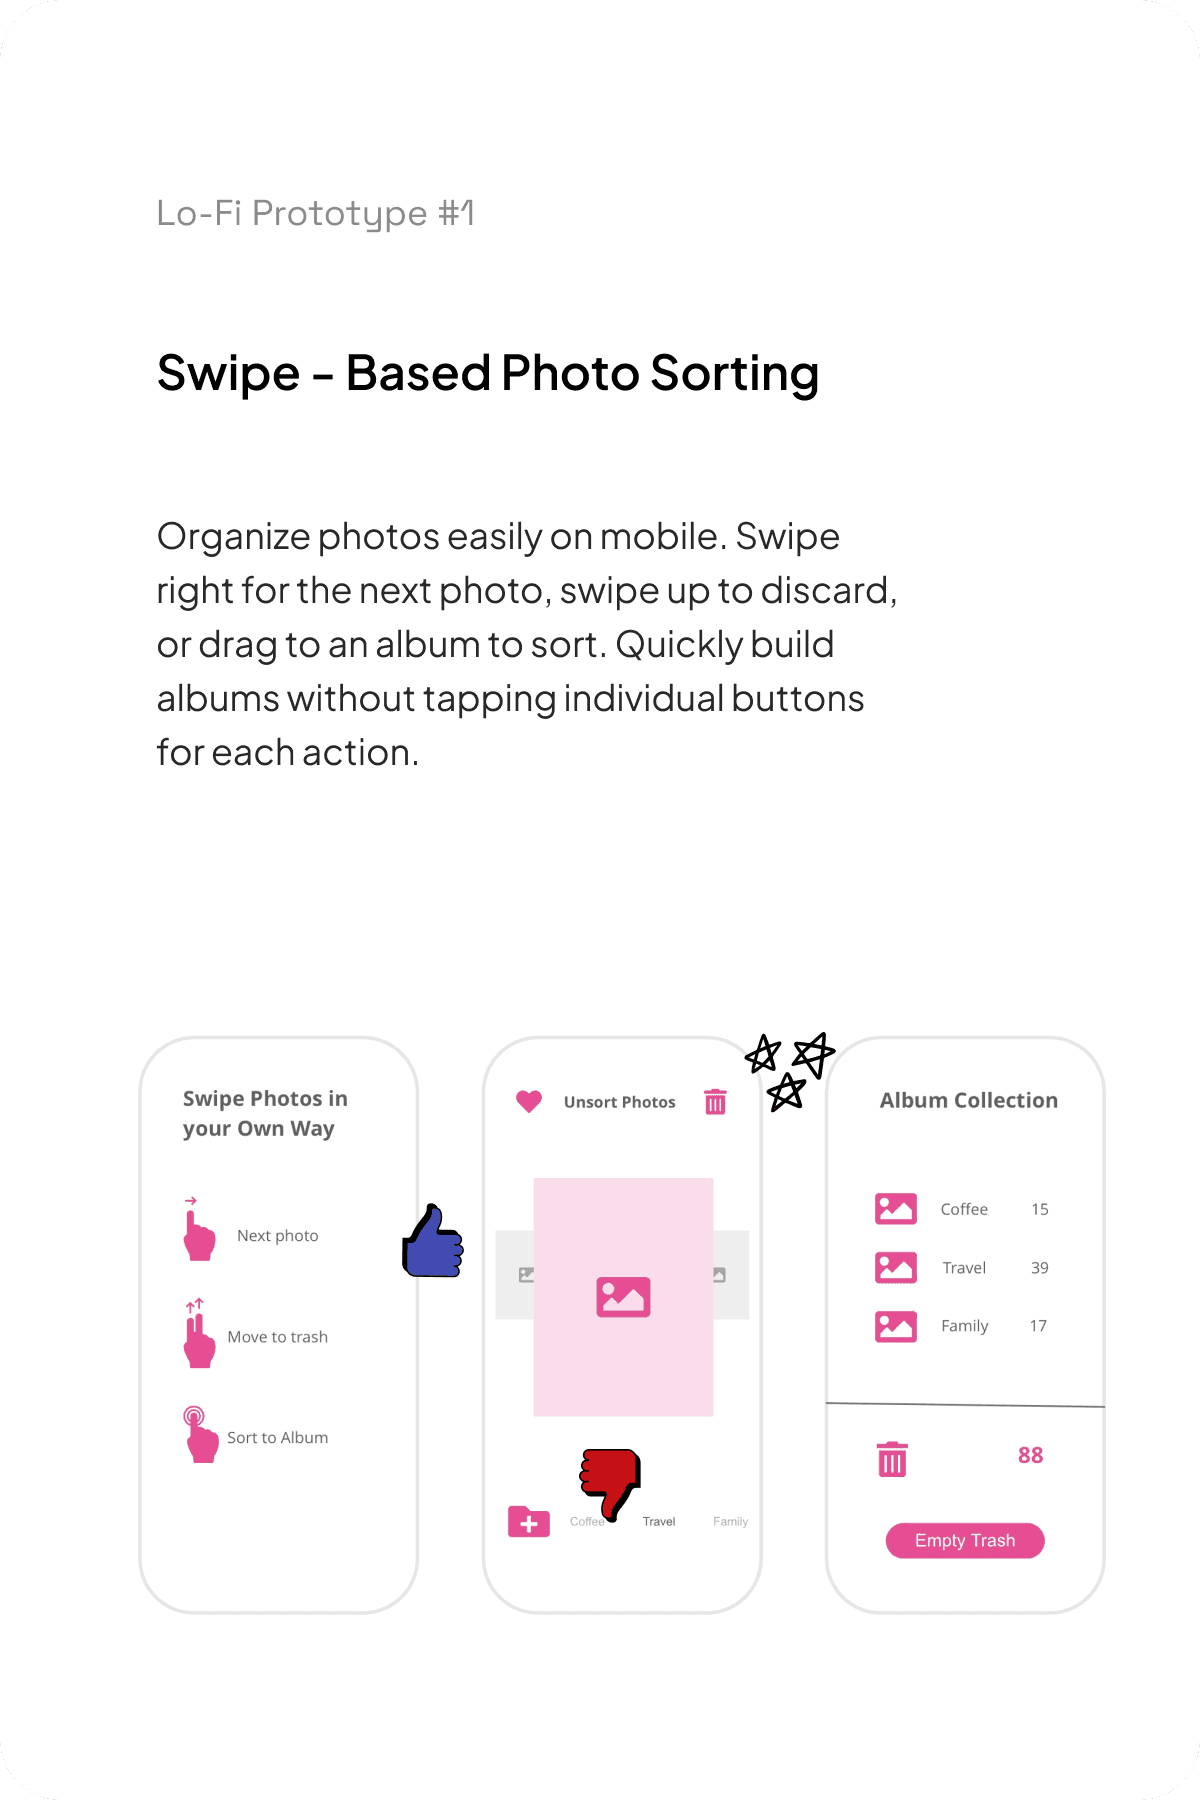 Lo-Fi Prototype #1
Swipe - Based Photo Sorting
Organize photos easily on mobile. Swipe
right for the next photo, swipe up to discard,
or drag to an album to sort. Quickly build
albums without tapping individual buttons
for each action.
Swipe Photos in
your Own Way
Next photo
Move to trash
Sort to Album
Unsort Photos
Coffee
Travel
Family
Album Collection
Coffee 15
Travel 39
Family 17
88
Empty Trash